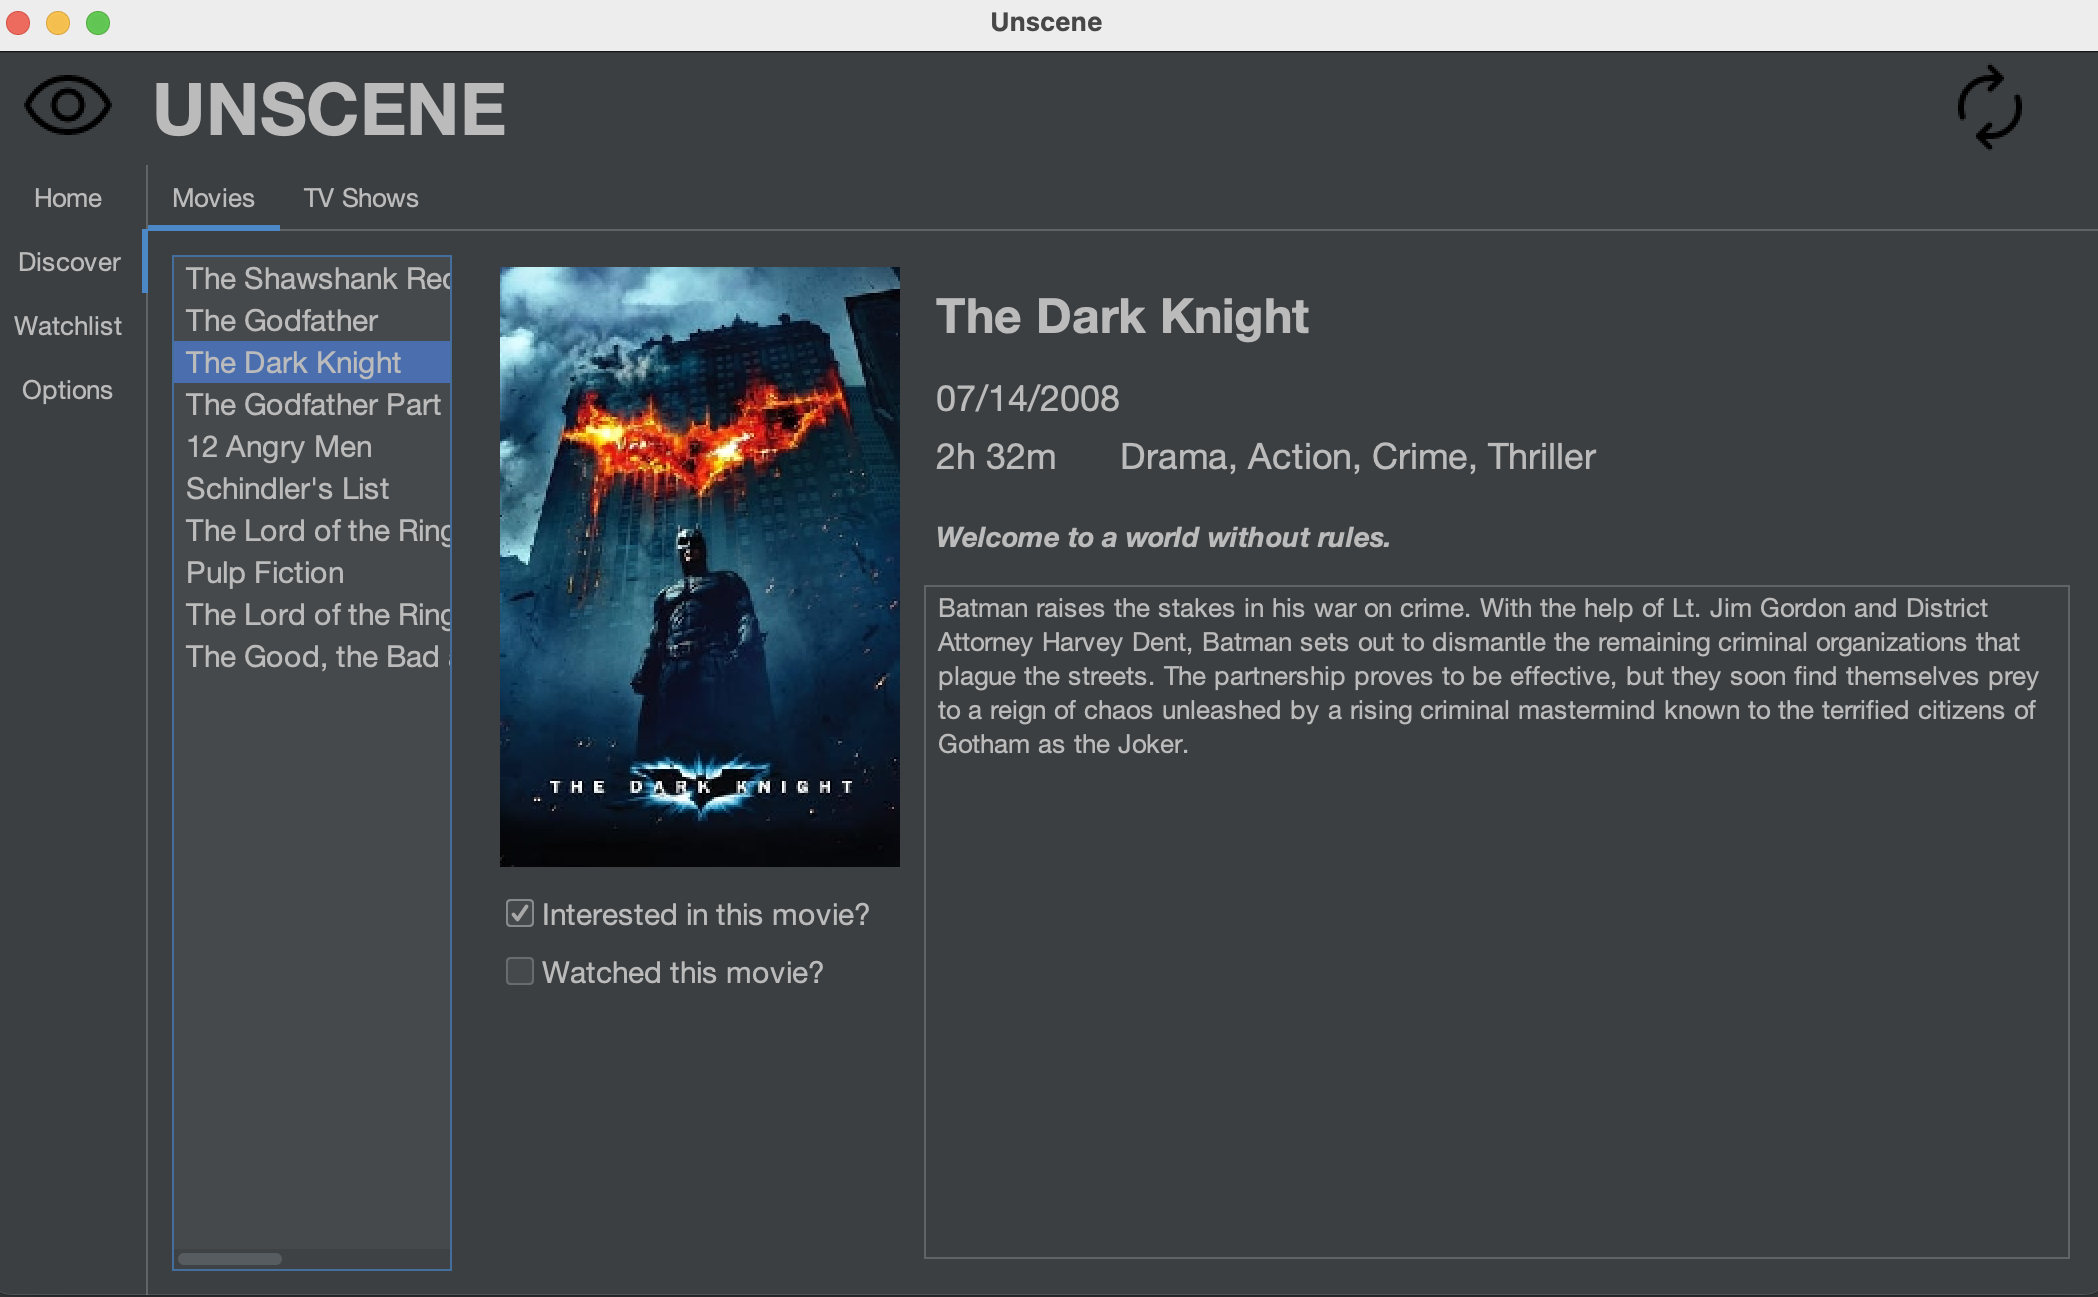 Unscene
UNSCENE
Home
Discover
Watchlist
Options
Movies
TV Shows
The Shawshank Red
The Godfather
The Dark Knight
The Godfather Part
12 Angry Men
Schindler's List
The Lord of the Ring
Pulp Fiction
The Lord of the Ring
The Good, the Bad
THE DARK KNIGHT
Interested in this movie?
Watched this movie?
The Dark Knight
07/14/2008
2h 32m Drama, Action, Crime, Thriller
Welcome to a world without rules.
Batman raises the stakes in his war on crime. With the help of Lt. Jim Gordon and District
Attorney Harvey Dent, Batman sets out to dismantle the remaining criminal organizations that
plague the streets. The partnership proves to be effective, but they soon find themselves prey
to a reign of chaos unleashed by a rising criminal mastermind known to the terrified citizens of
Gotham as the Joker.